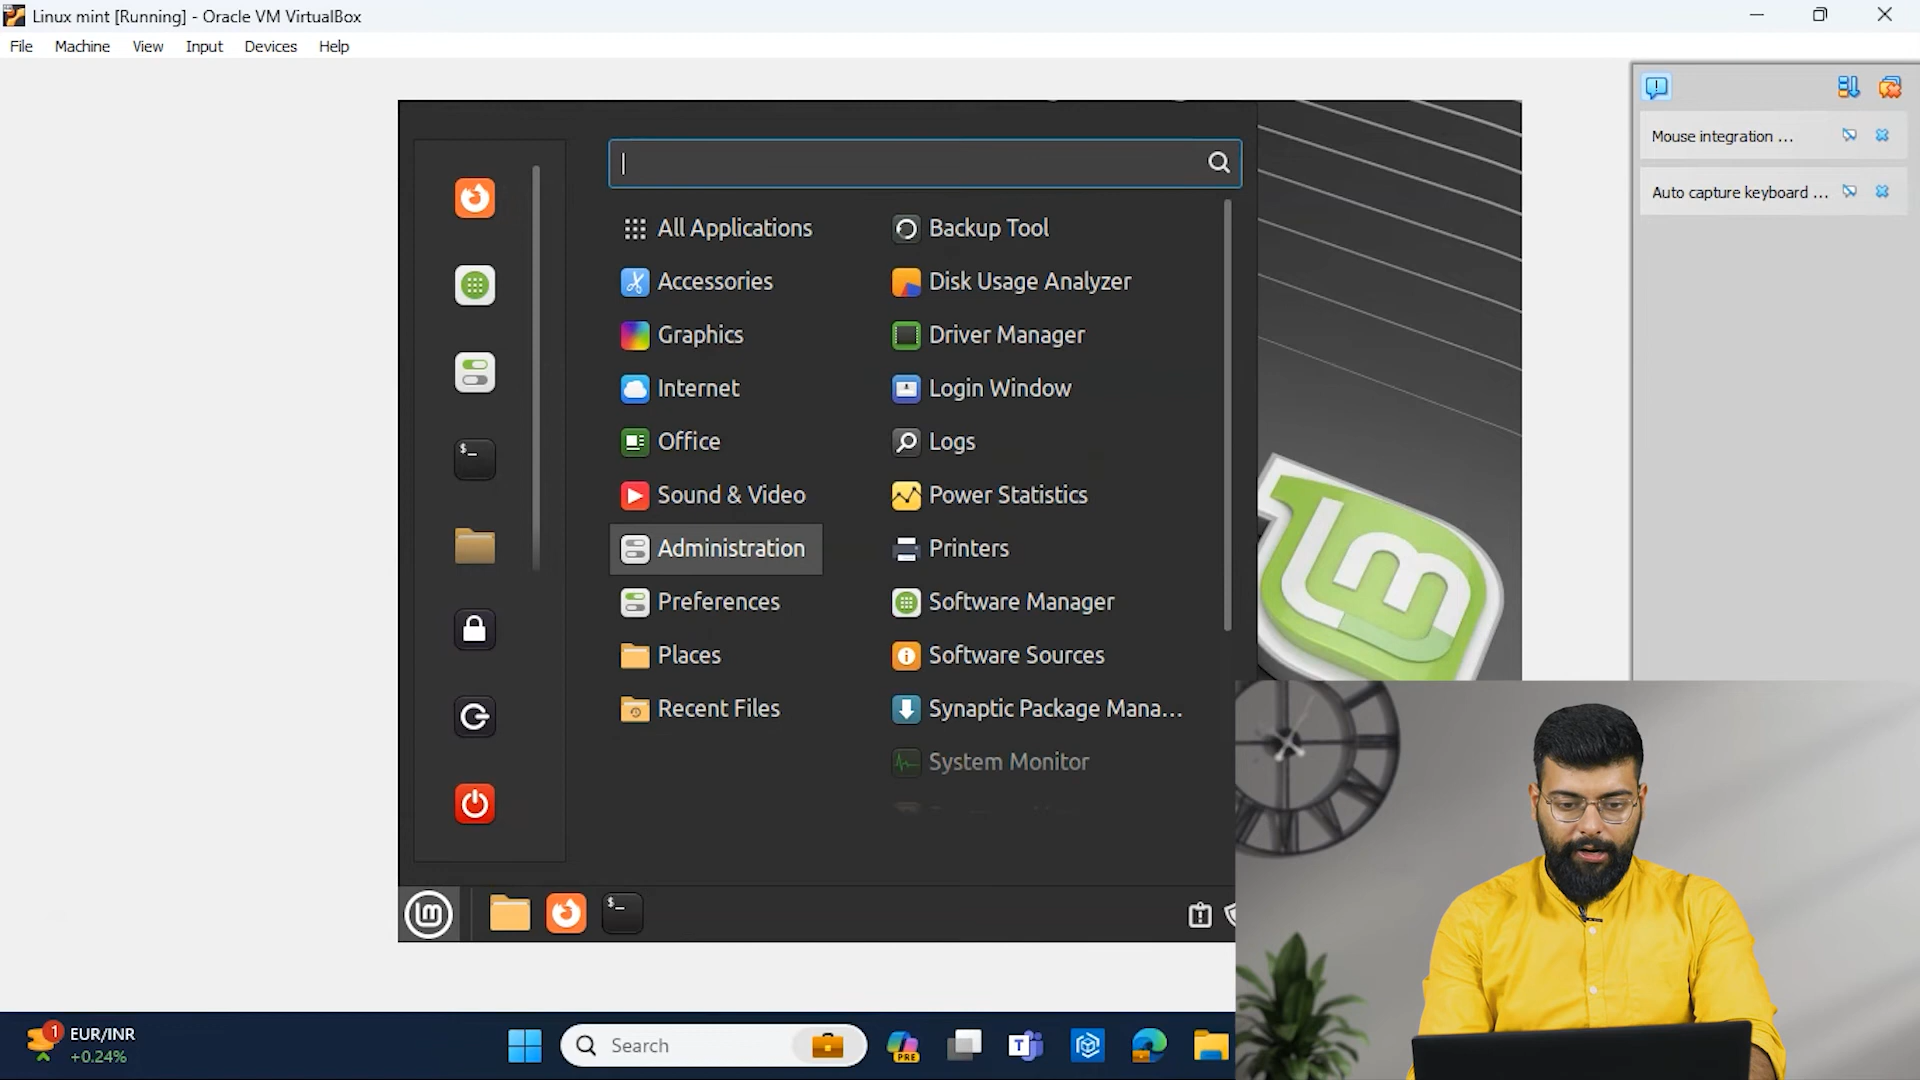 Linux mint [Running] - Oracle VM VirtualBox
File Machine View Input Devices Help
Mouse integration ...
Auto capture keyboard ...
All Applications
Accessories
Graphics
Internet
Office
Sound & Video
Administration
Preferences
Places
Recent Files
Backup Tool
Disk Usage Analyzer
Driver Manager
Login Window
Logs
Power Statistics
Printers
Software Manager
Software Sources
Synaptic Package Mana...
System Monitor
$_
$_
1
EUR/INR
+0.24%
Search
PRE
T